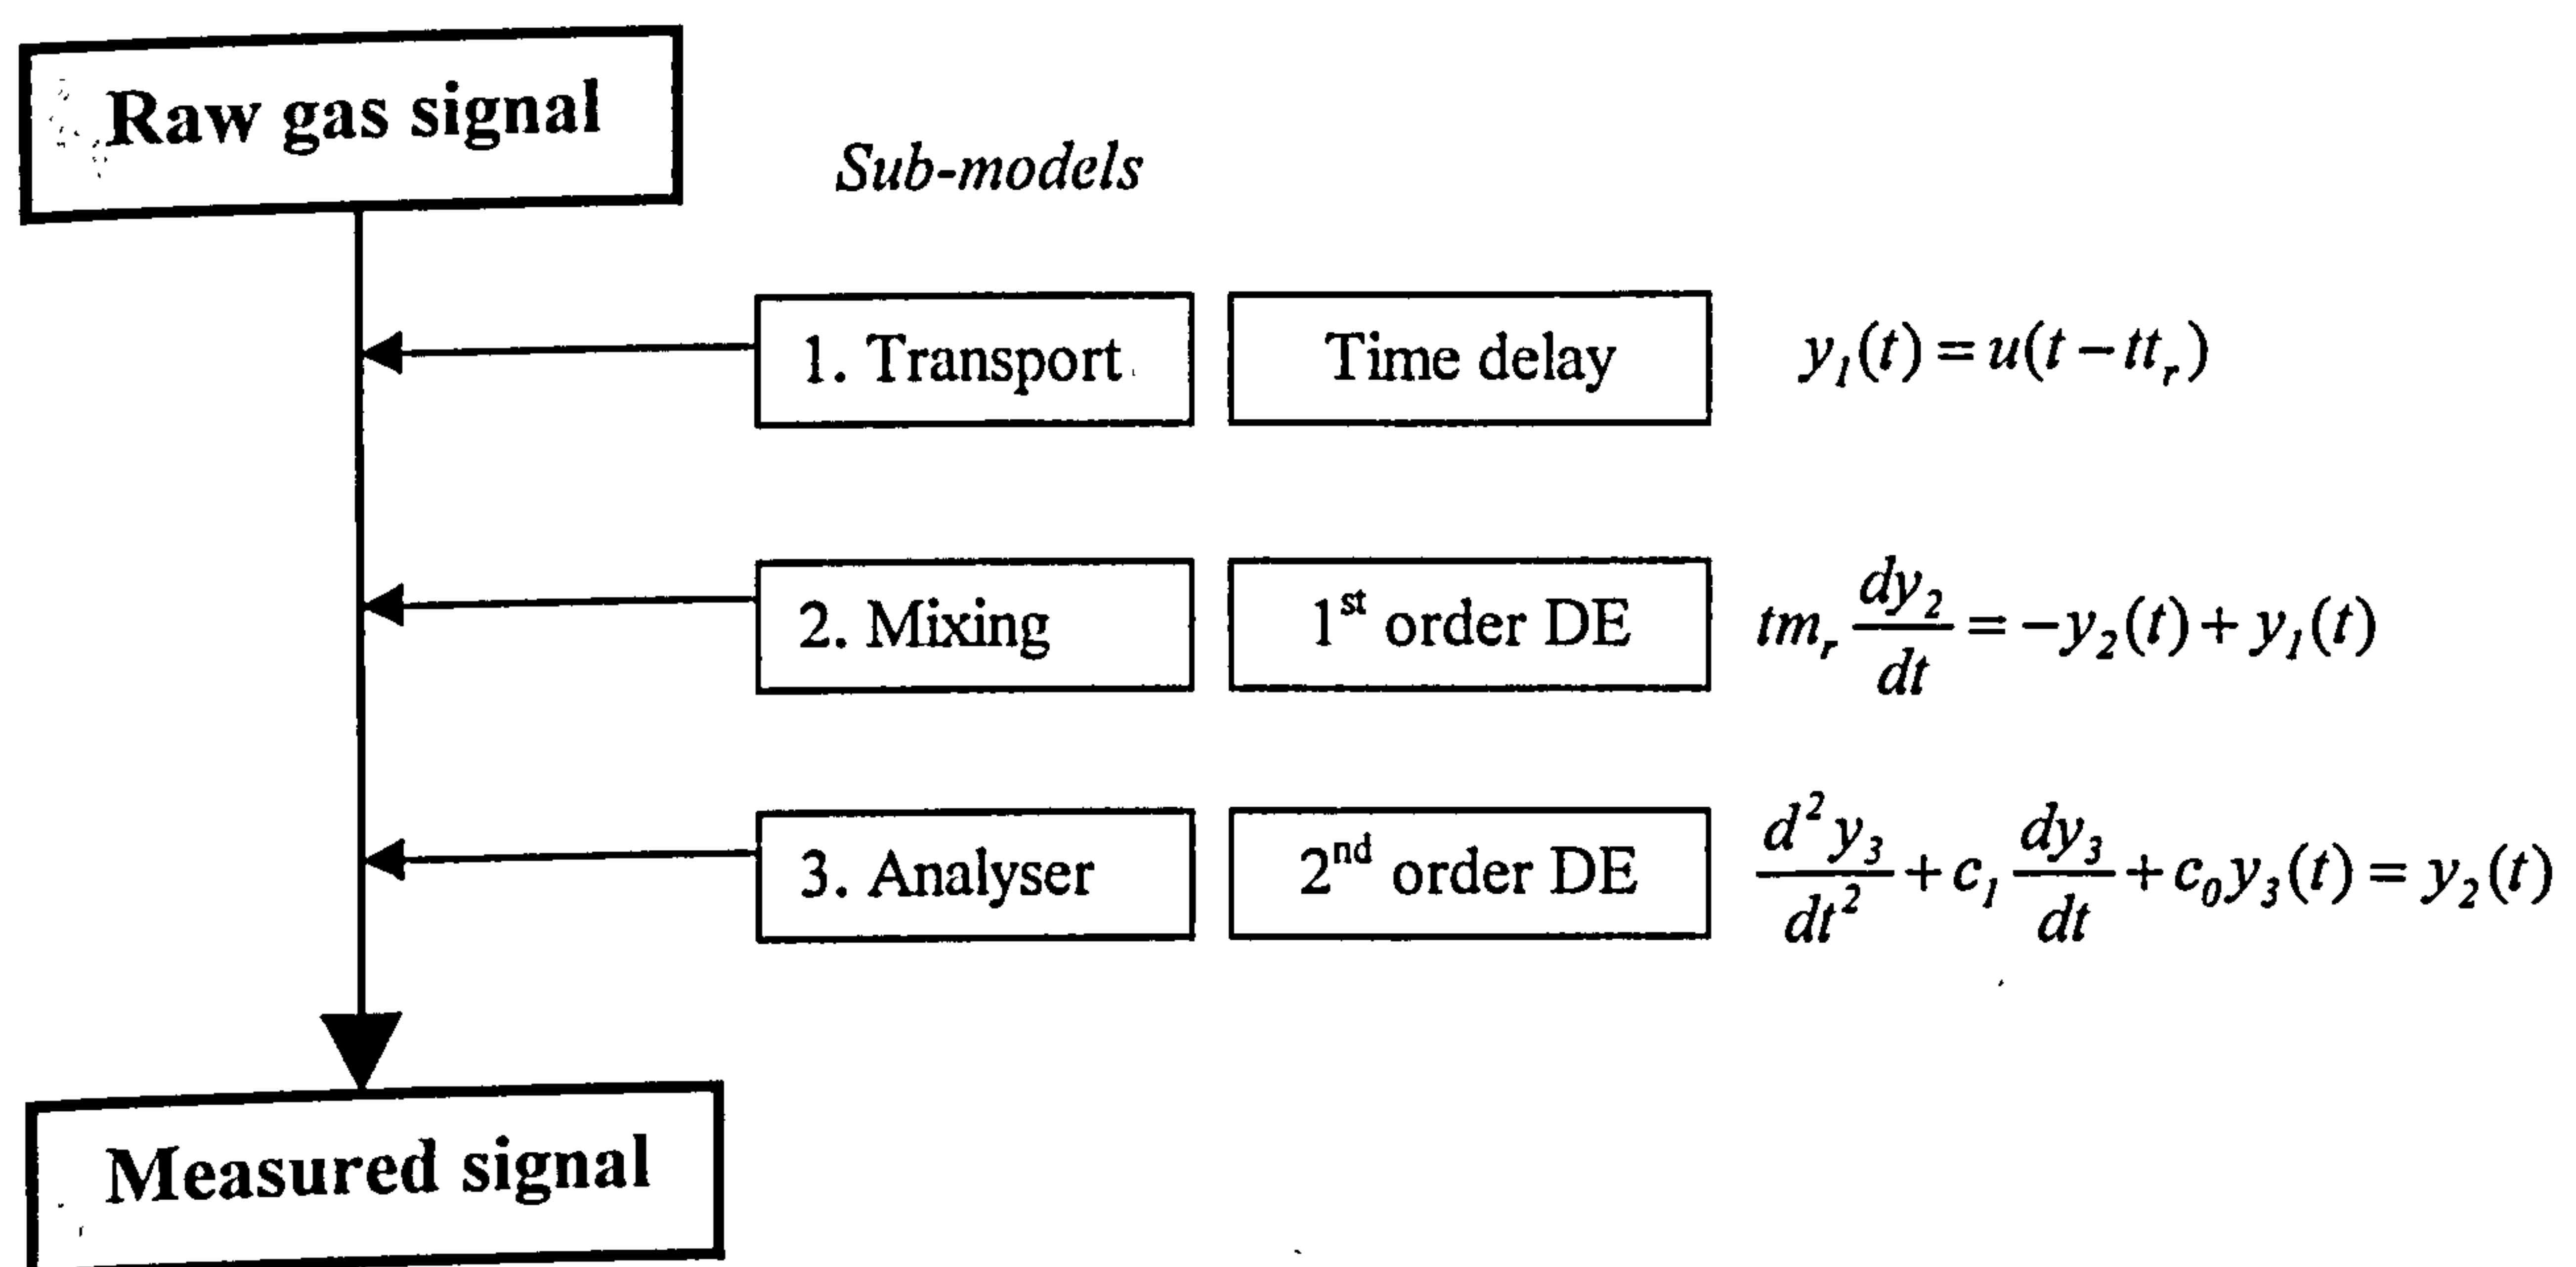 Raw gas signal
Sub-models
1. Transport
Time delay
y₁(t) = u(t − ttᵣ)
2. Mixing
1ˢᵗ order DE
tmᵣ dy₂/dt = −y₂(t) + y₁(t)
3. Analyser
2ⁿᵈ order DE
d²y₃/dt² + c₁ dy₃/dt + c₀y₃(t) = y₂(t)
Measured signal